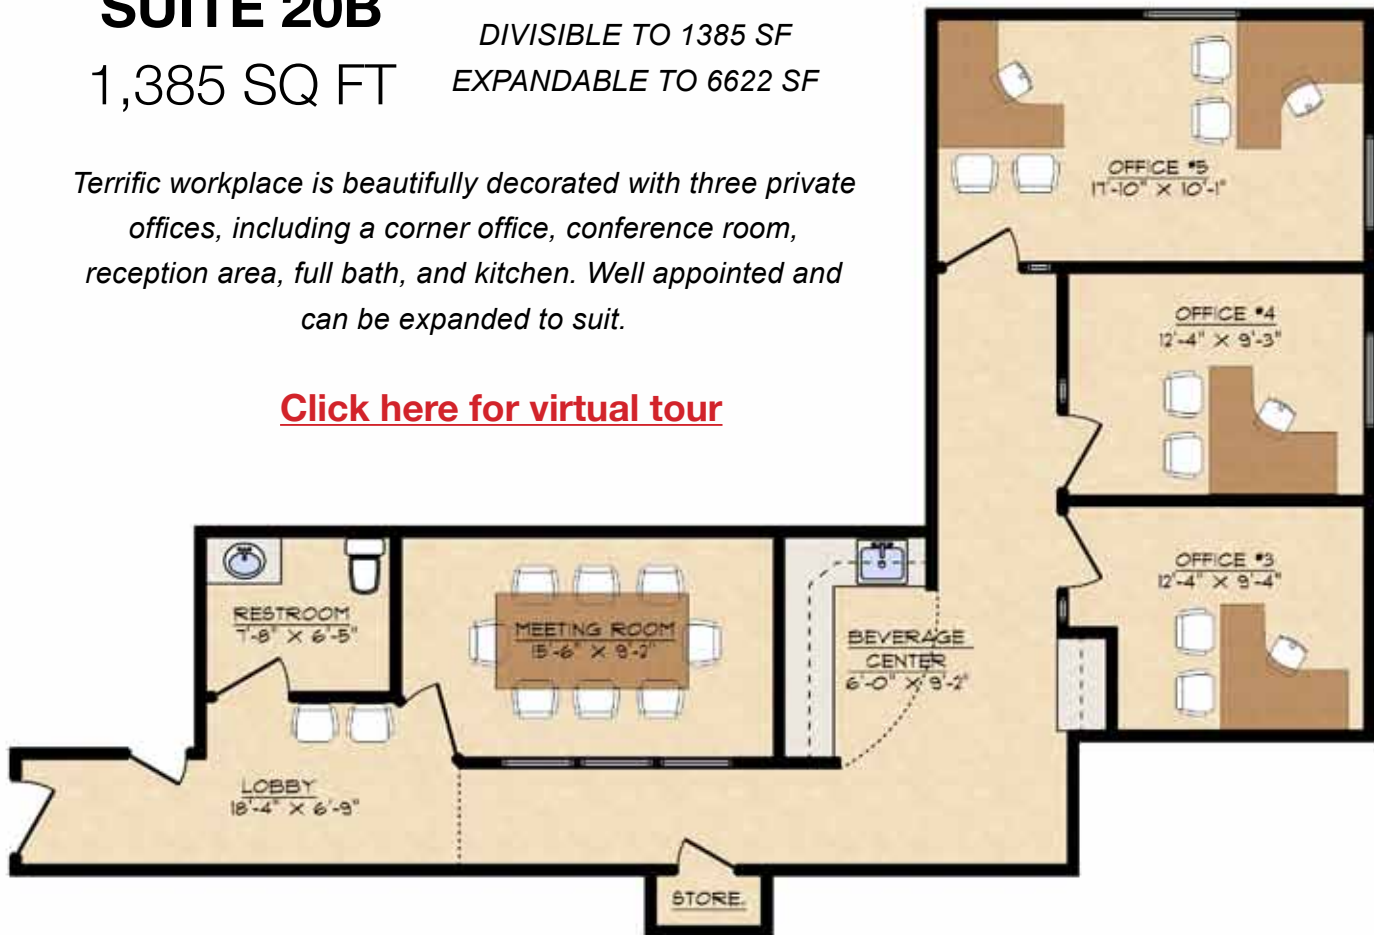 SUITE 20B
1,385 SQ FT
DIVISIBLE TO 1385 SF
EXPANDABLE TO 6622 SF
Terrific workplace is beautifully decorated with three private
offices, including a corner office, conference room,
reception area, full bath, and kitchen. Well appointed and
can be expanded to suit.
Click here for virtual tour
OFFICE #5
17'-10" X 10'-1"
OFFICE #4
12'-4" X 9'-3"
OFFICE #3
12'-4" X 9'-4"
RESTROOM
7'-8" X 6'-5"
MEETING ROOM
15'-6" X 9'-2"
BEVERAGE
CENTER
6'-0" X 9'-2"
LOBBY
18'-4" X 6'-9"
STORE.